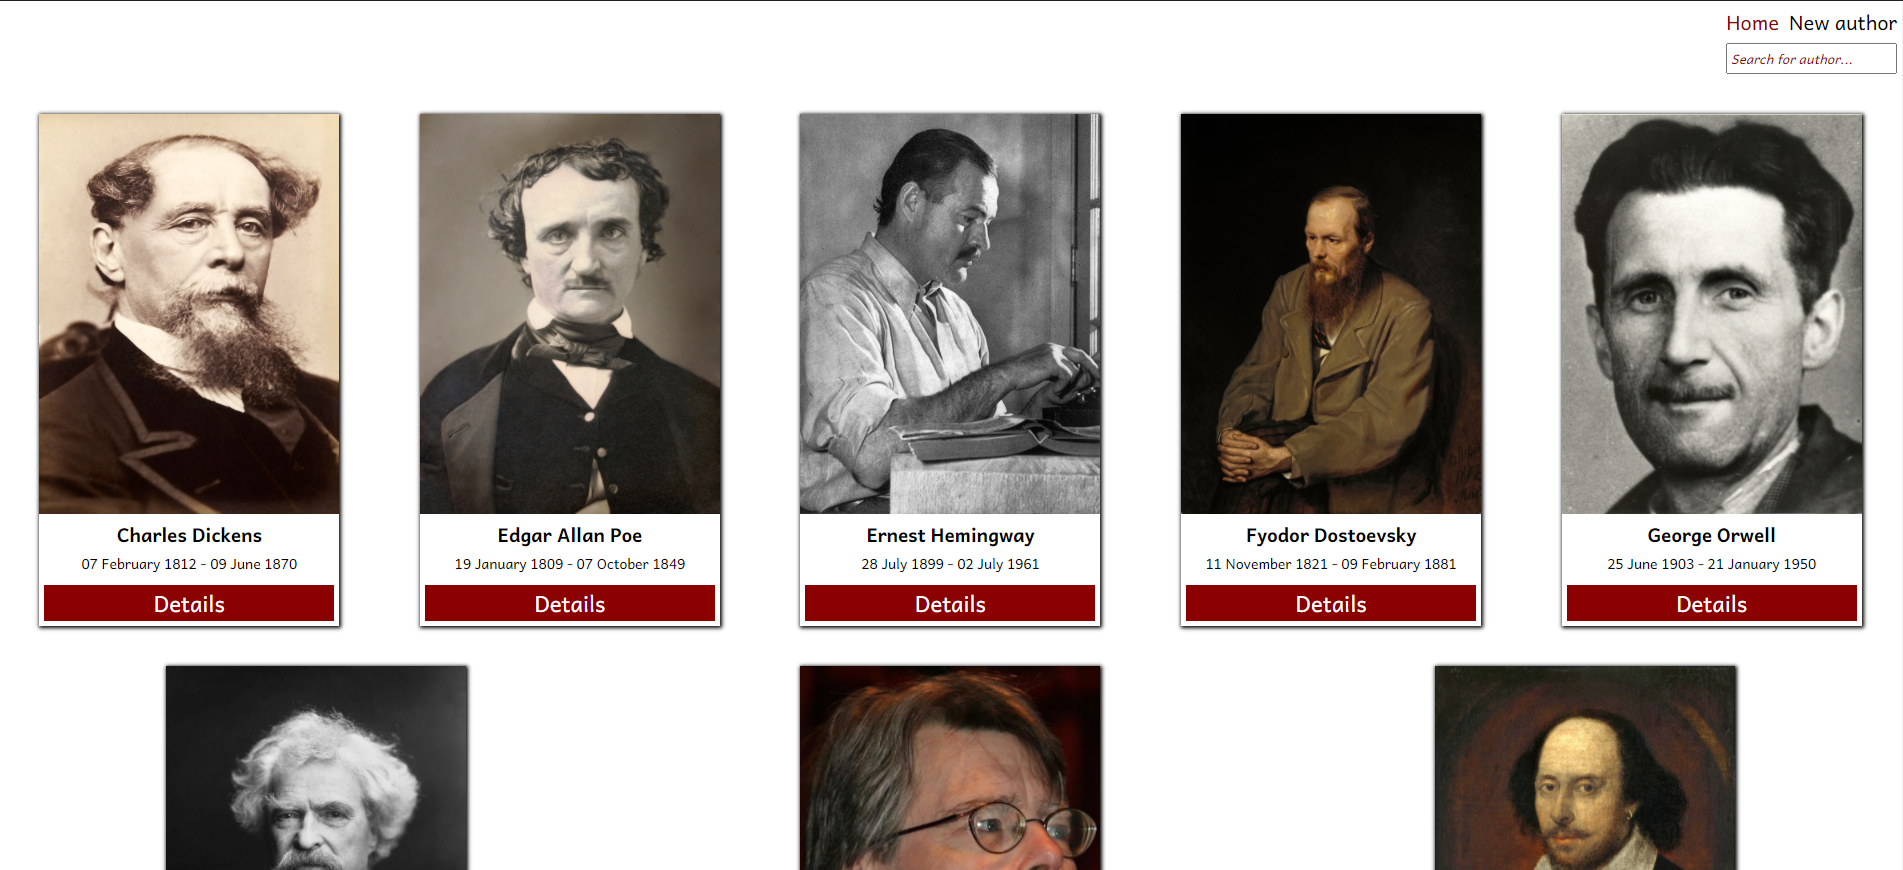 Home New author
Search for author...
Charles Dickens
07 February 1812 - 09 June 1870
Details
Edgar Allan Poe
19 January 1809 - 07 October 1849
Details
Ernest Hemingway
28 July 1899 - 02 July 1961
Details
Fyodor Dostoevsky
11 November 1821 - 09 February 1881
Details
George Orwell
25 June 1903 - 21 January 1950
Details